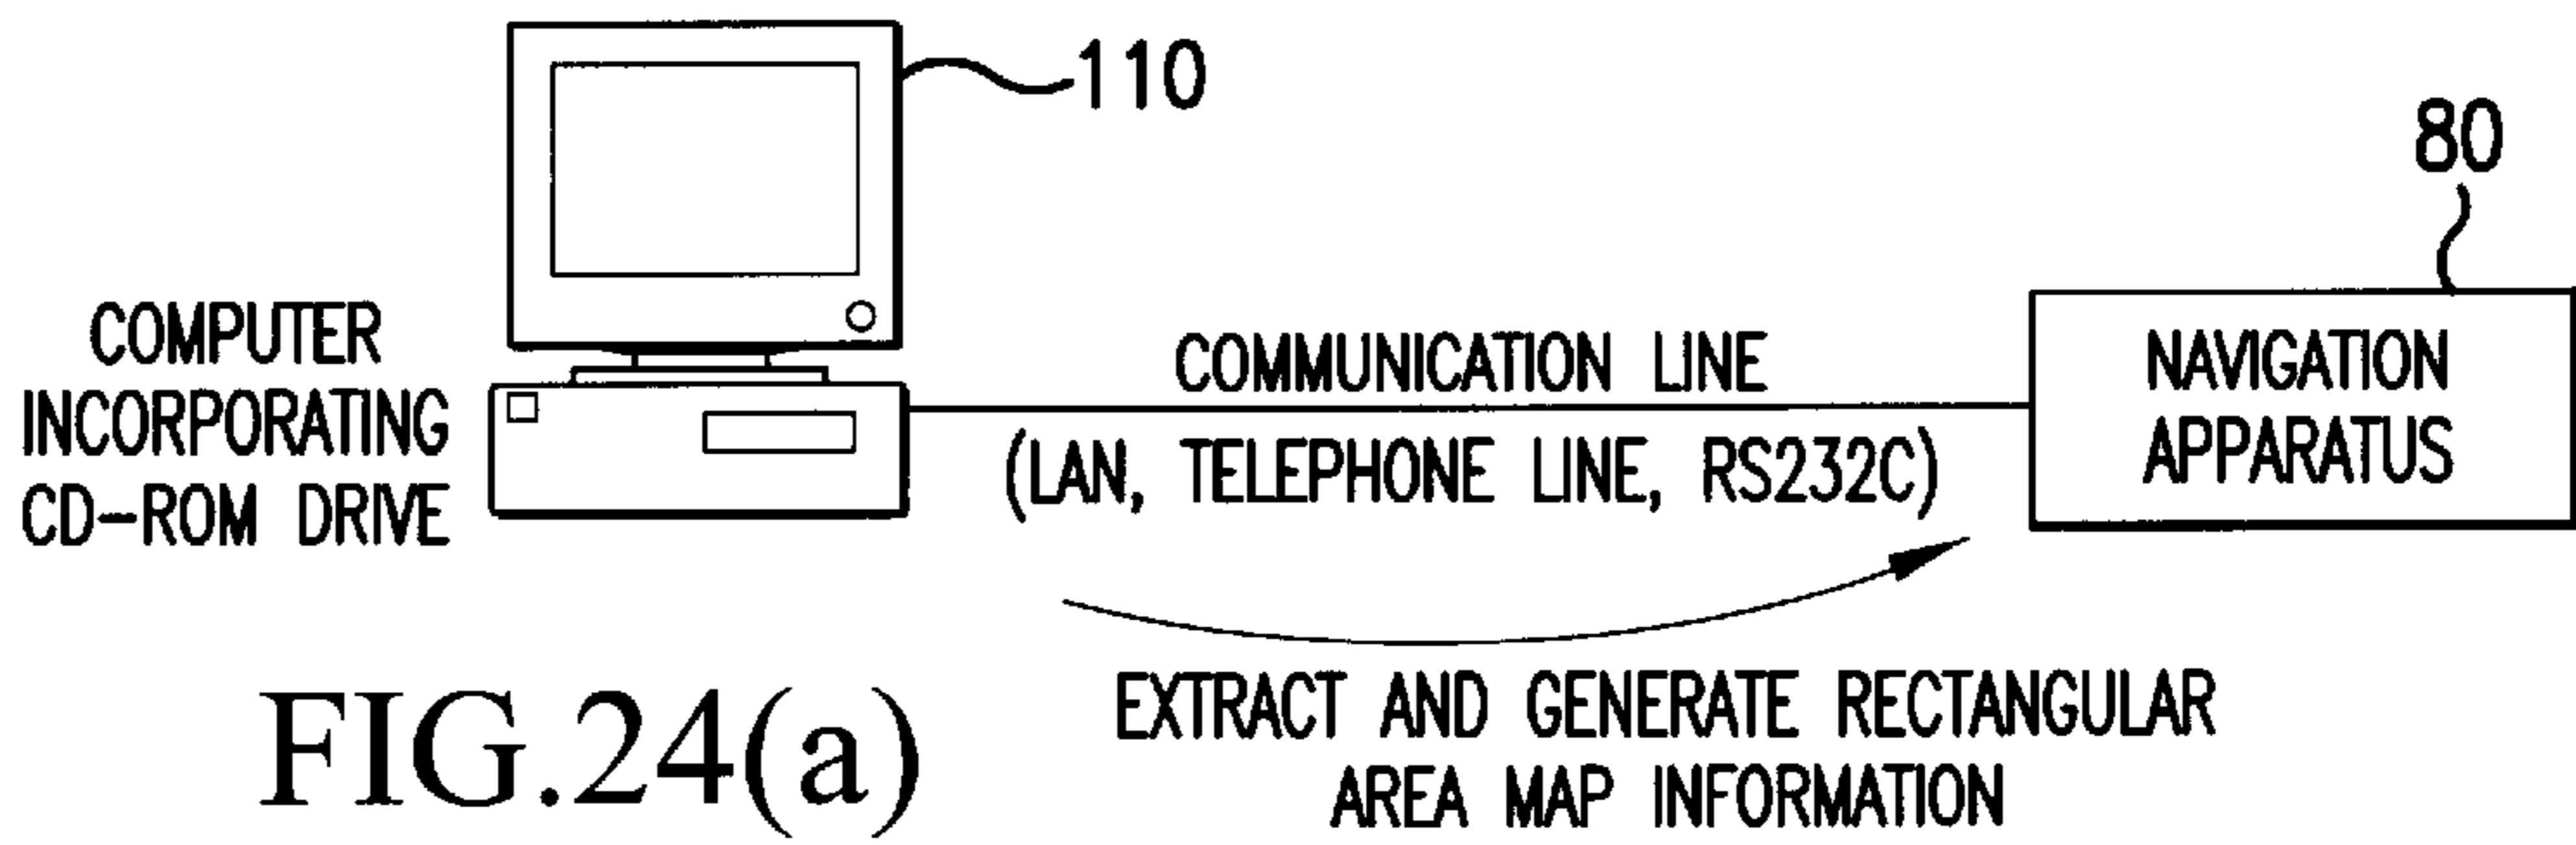 110
80
COMPUTER
INCORPORATING
CD-ROM DRIVE
COMMUNICATION LINE
(LAN, TELEPHONE LINE, RS232C)
NAVIGATION
APPARATUS
EXTRACT AND GENERATE RECTANGULAR
AREA MAP INFORMATION
FIG.24(a)